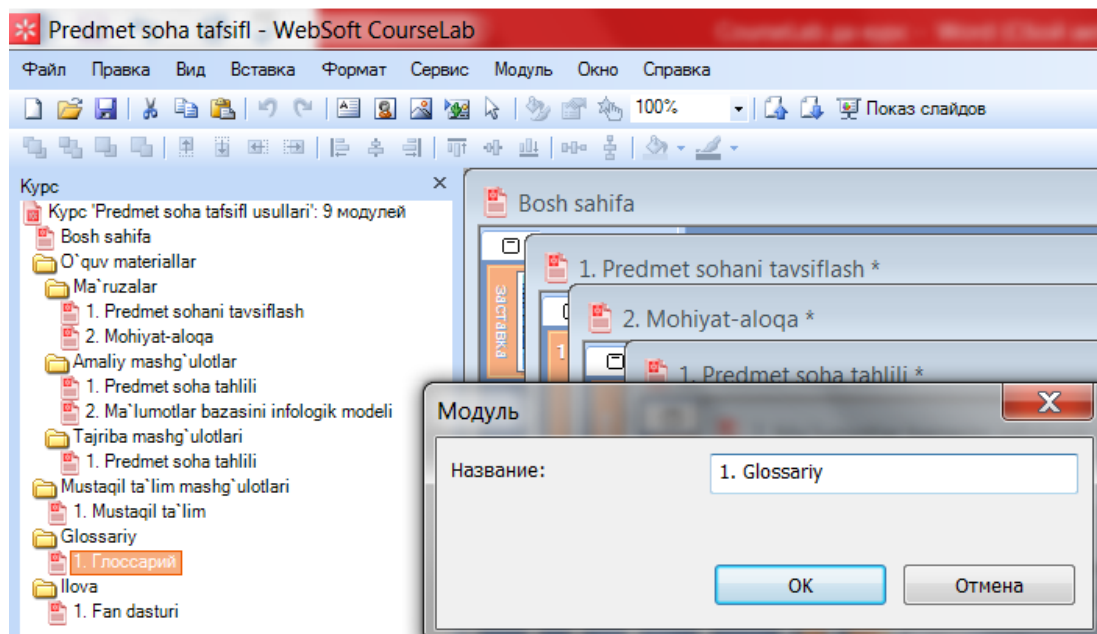 Predmet soha tafsifl - WebSoft CourseLab
Файл Правка Вид Вставка Формат Сервис Модуль Окно Справка
100% Показ слайдов
Курс
Курс 'Predmet soha tafsifl usullari': 9 модулей
Bosh sahifa
O`quv materiallar
Ma`ruzalar
1. Predmet sohani tavsiflash
2. Mohiyat-aloqa
Amaliy mashg`ulotlar
1. Predmet soha tahlili
2. Ma`lumotlar bazasini infologik modeli
Tajriba mashg`ulotlari
1. Predmet soha tahlili
Mustaqil ta`lim mashg`ulotlari
1. Mustaqil ta`lim
Glossariy
1. Глоссарий
Ilova
1. Fan dasturi
Bosh sahifa
заставка
1. Predmet sohani tavsiflash *
1
2. Mohiyat-aloqa *
1. Predmet soha tahlili *
Модуль
Название: 1. Glossariy
OK Отмена